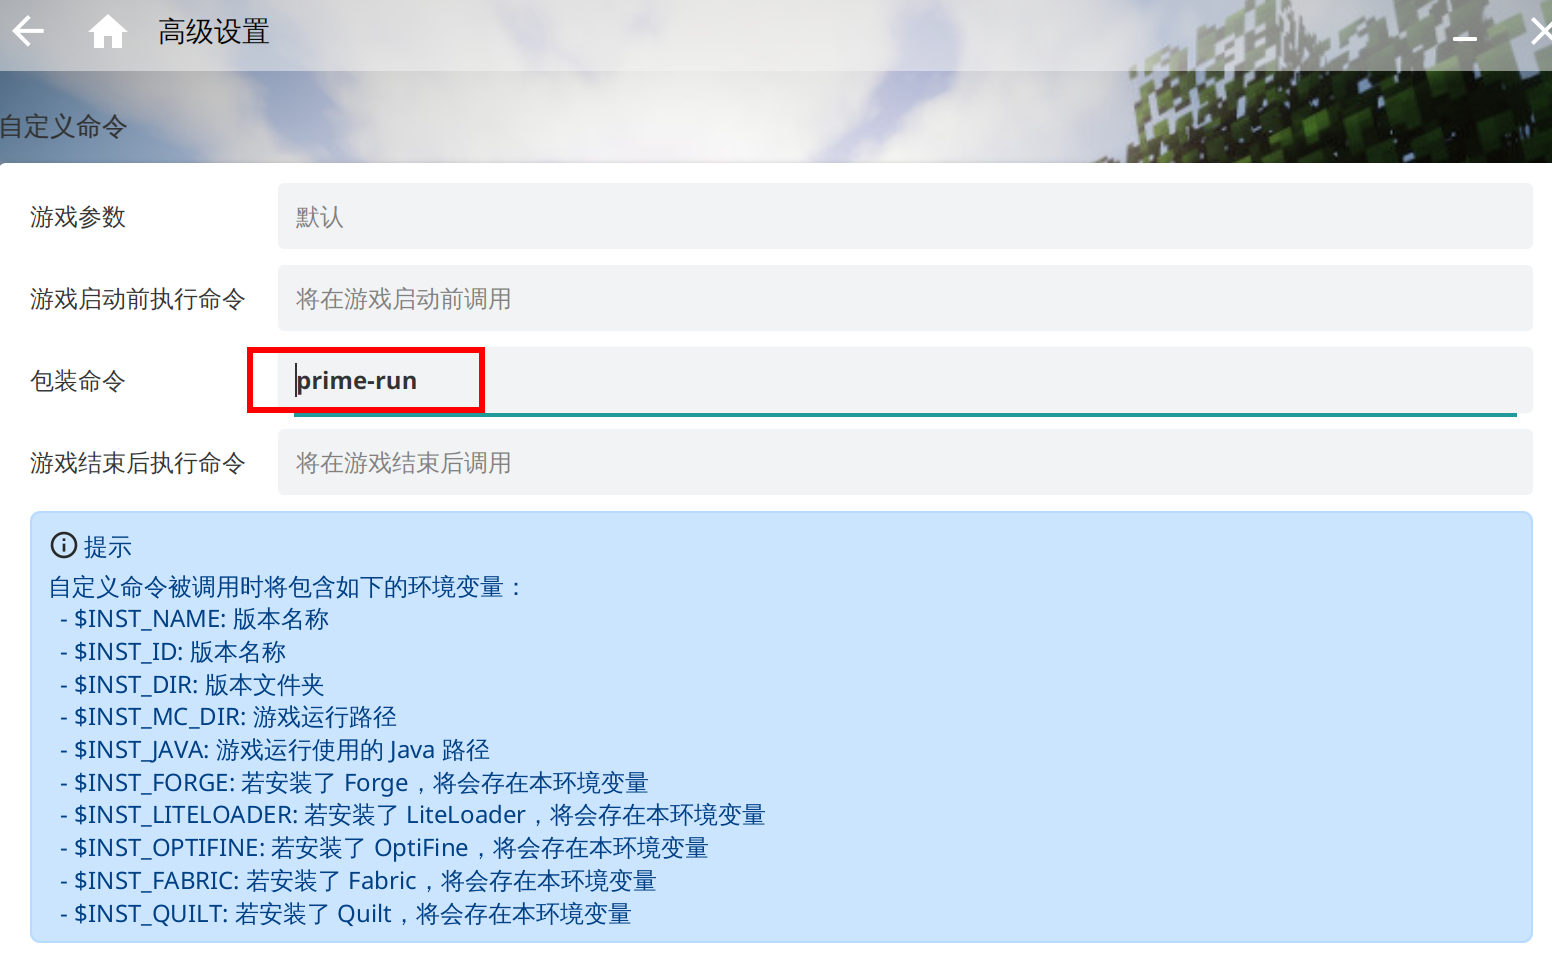 高级设置
自定义命令
游戏参数 默认
游戏启动前执行命令 将在游戏启动前调用
包装命令 prime-run
游戏结束后执行命令 将在游戏结束后调用
提示
自定义命令被调用时将包含如下的环境变量：
- $INST_NAME: 版本名称
- $INST_ID: 版本名称
- $INST_DIR: 版本文件夹
- $INST_MC_DIR: 游戏运行路径
- $INST_JAVA: 游戏运行使用的 Java 路径
- $INST_FORGE: 若安装了 Forge，将会存在本环境变量
- $INST_LITELOADER: 若安装了 LiteLoader，将会存在本环境变量
- $INST_OPTIFINE: 若安装了 OptiFine，将会存在本环境变量
- $INST_FABRIC: 若安装了 Fabric，将会存在本环境变量
- $INST_QUILT: 若安装了 Quilt，将会存在本环境变量